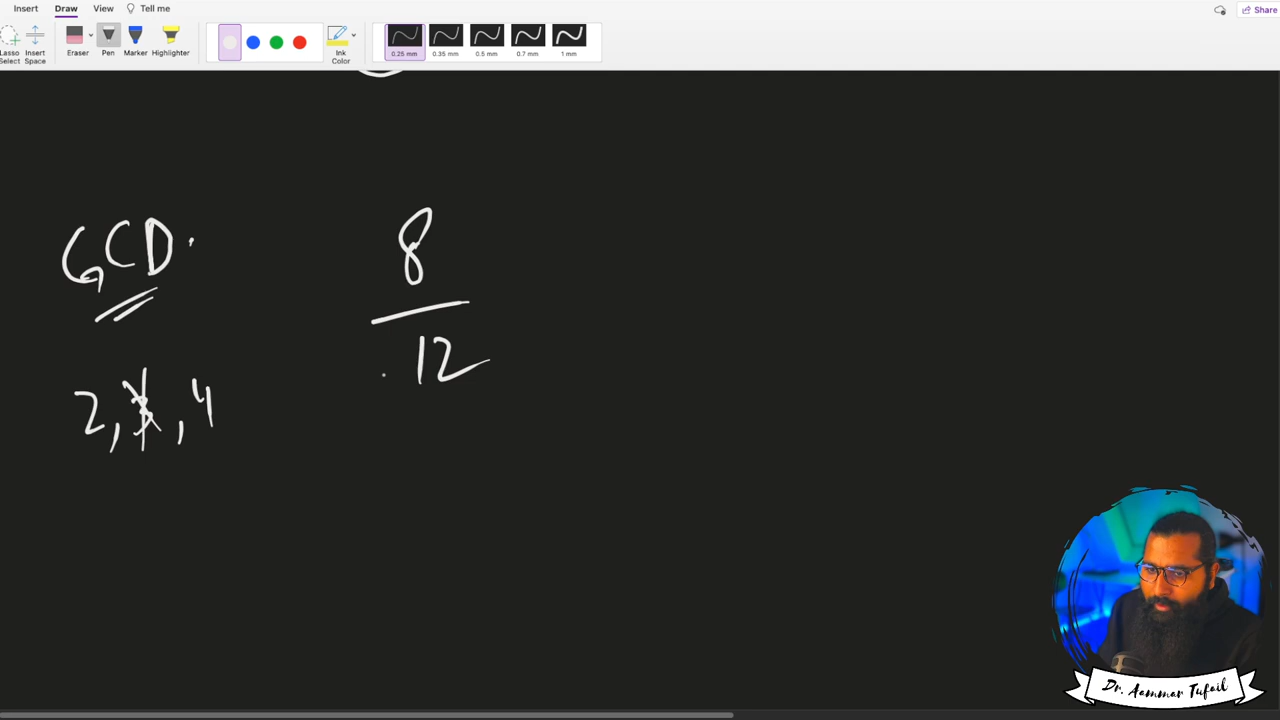 Insert Draw View Tell me
Share
Lasso Select
Insert Space
Eraser
Pen
Marker
Highlighter
Ink Color
0.25 mm
0.35 mm
0.5 mm
0.7 mm
1 mm
GCD.
8
12
2, , 4
Dr. Aammar Tufail